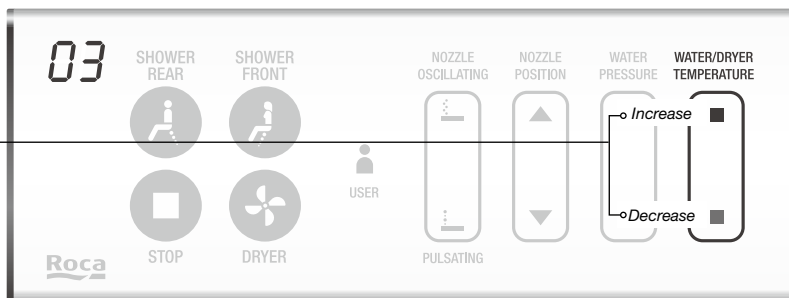 03
SHOWER
REAR
SHOWER
FRONT
NOZZLE
OSCILLATING
NOZZLE
POSITION
WATER
PRESSURE
WATER/DRYER
TEMPERATURE
Increase
USER
Decrease
STOP
DRYER
PULSATING
Roca